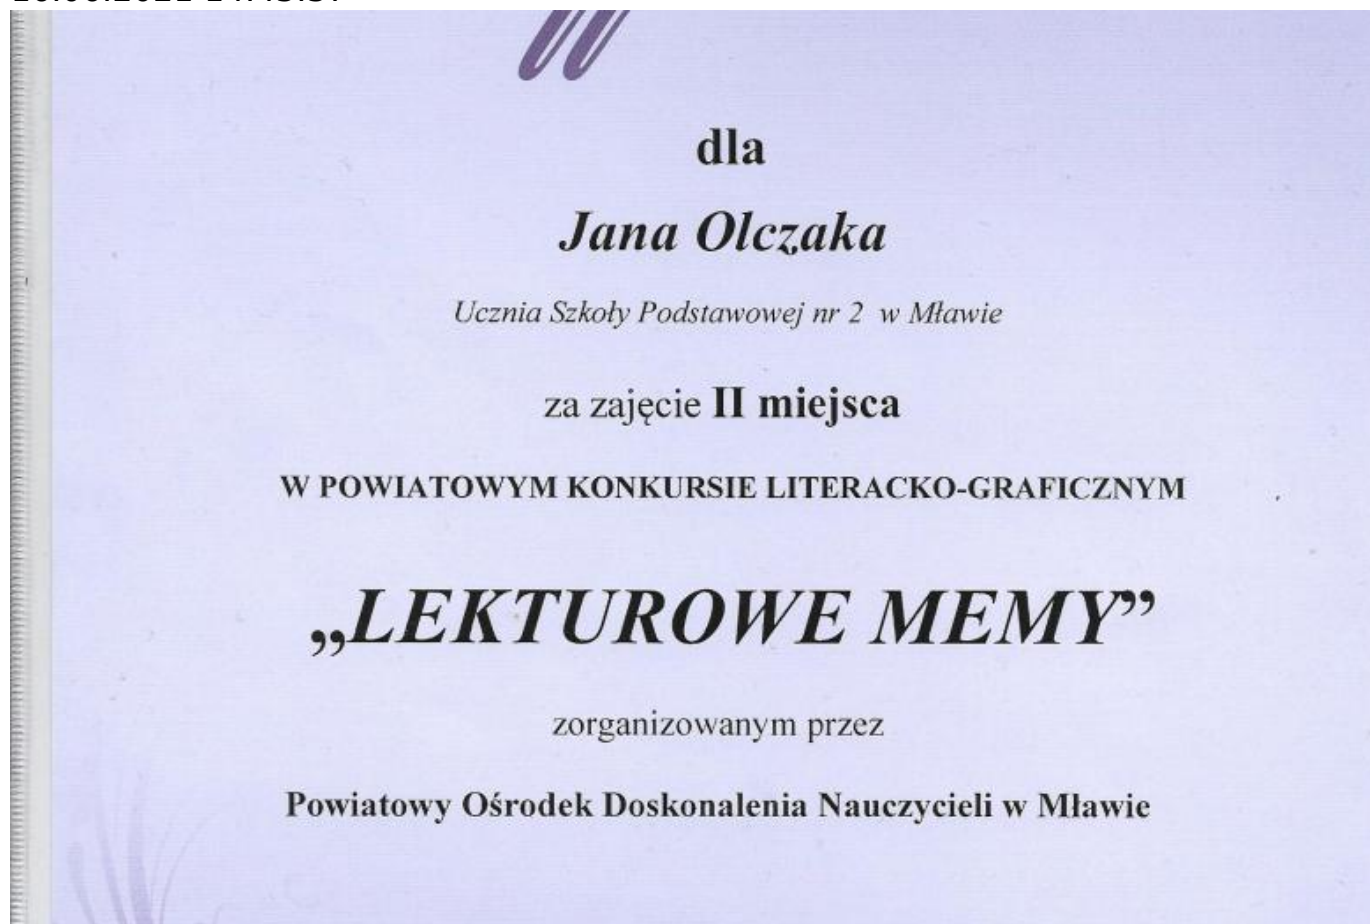 dla
Jana Olczaka
Ucznia Szkoły Podstawowej nr 2 w Mławie
za zajęcie II miejsca
W POWIATOWYM KONKURSIE LITERACKO-GRAFICZNYM
„LEKTUROWE MEMY”
zorganizowanym przez
Powiatowy Ośrodek Doskonalenia Nauczycieli w Mławie